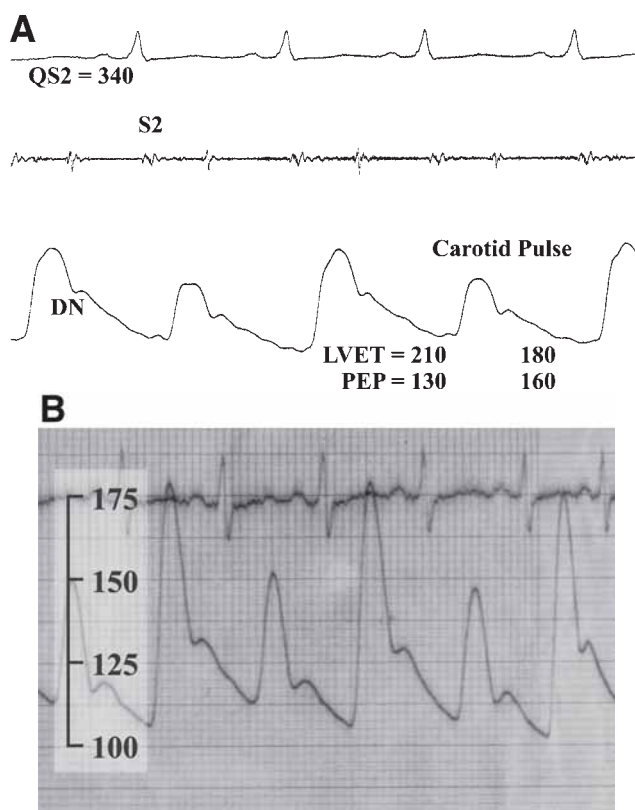 A
QS2 = 340
S2
Carotid Pulse
DN
LVET = 210 180
PEP = 130 160
B
175
150
125
100